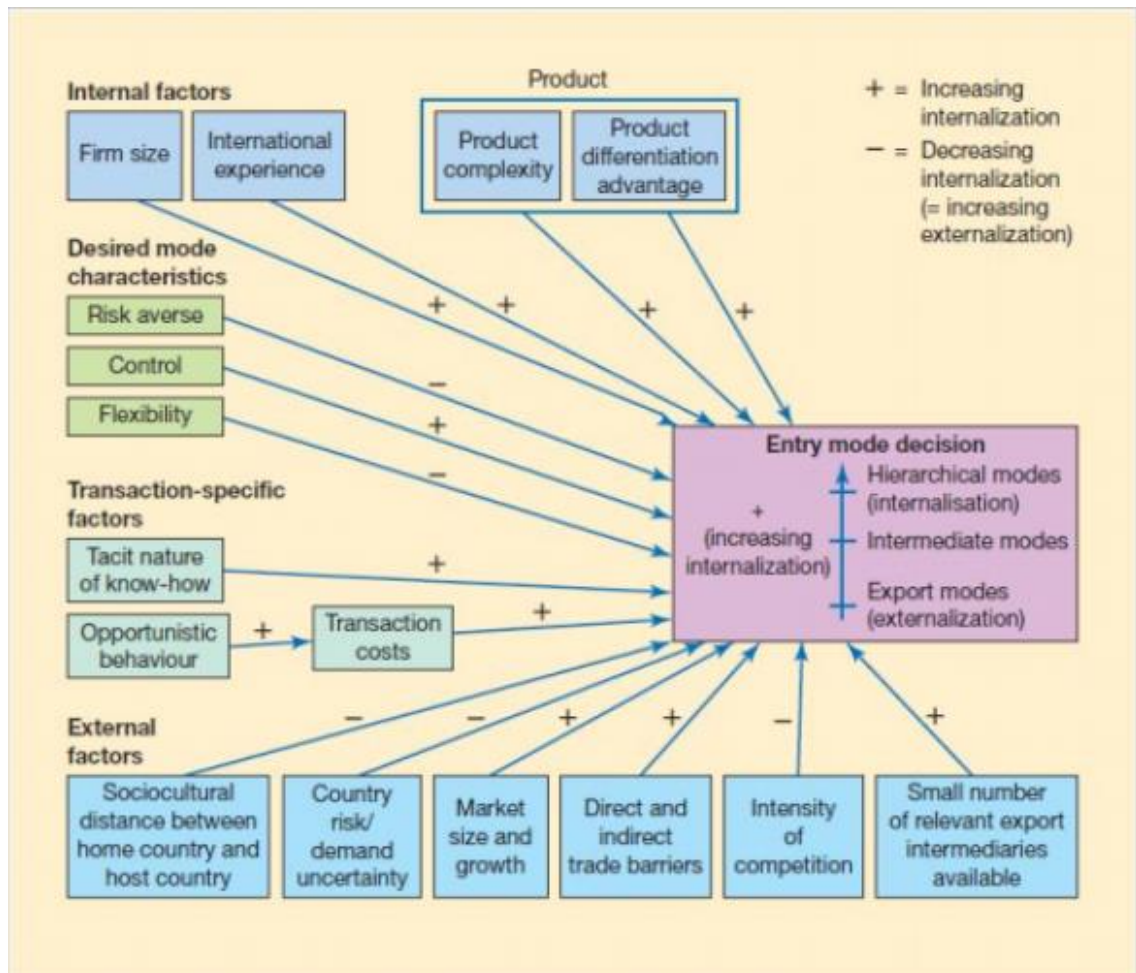 Product
Internal factors
Firm size
International
experience
Product
complexity
Product
differentiation
advantage
+ = Increasing
internalization
− = Decreasing
internalization
(= increasing
externalization)
Desired mode
characteristics
Risk averse
Control
Flexibility
+
+
+
+
−
+
−
Transaction-specific
factors
Tacit nature
of know-how
+
Opportunistic
behaviour
+
Transaction
costs
+
Entry mode decision
+
(increasing
internalization)
Hierarchical modes
(internalisation)
Intermediate modes
Export modes
(externalization)
External
factors
−
−
+
+
−
+
Sociocultural
distance between
home country and
host country
Country
risk/
demand
uncertainty
Market
size and
growth
Direct and
indirect
trade barriers
Intensity
of
competition
Small number
of relevant export
intermediaries
available